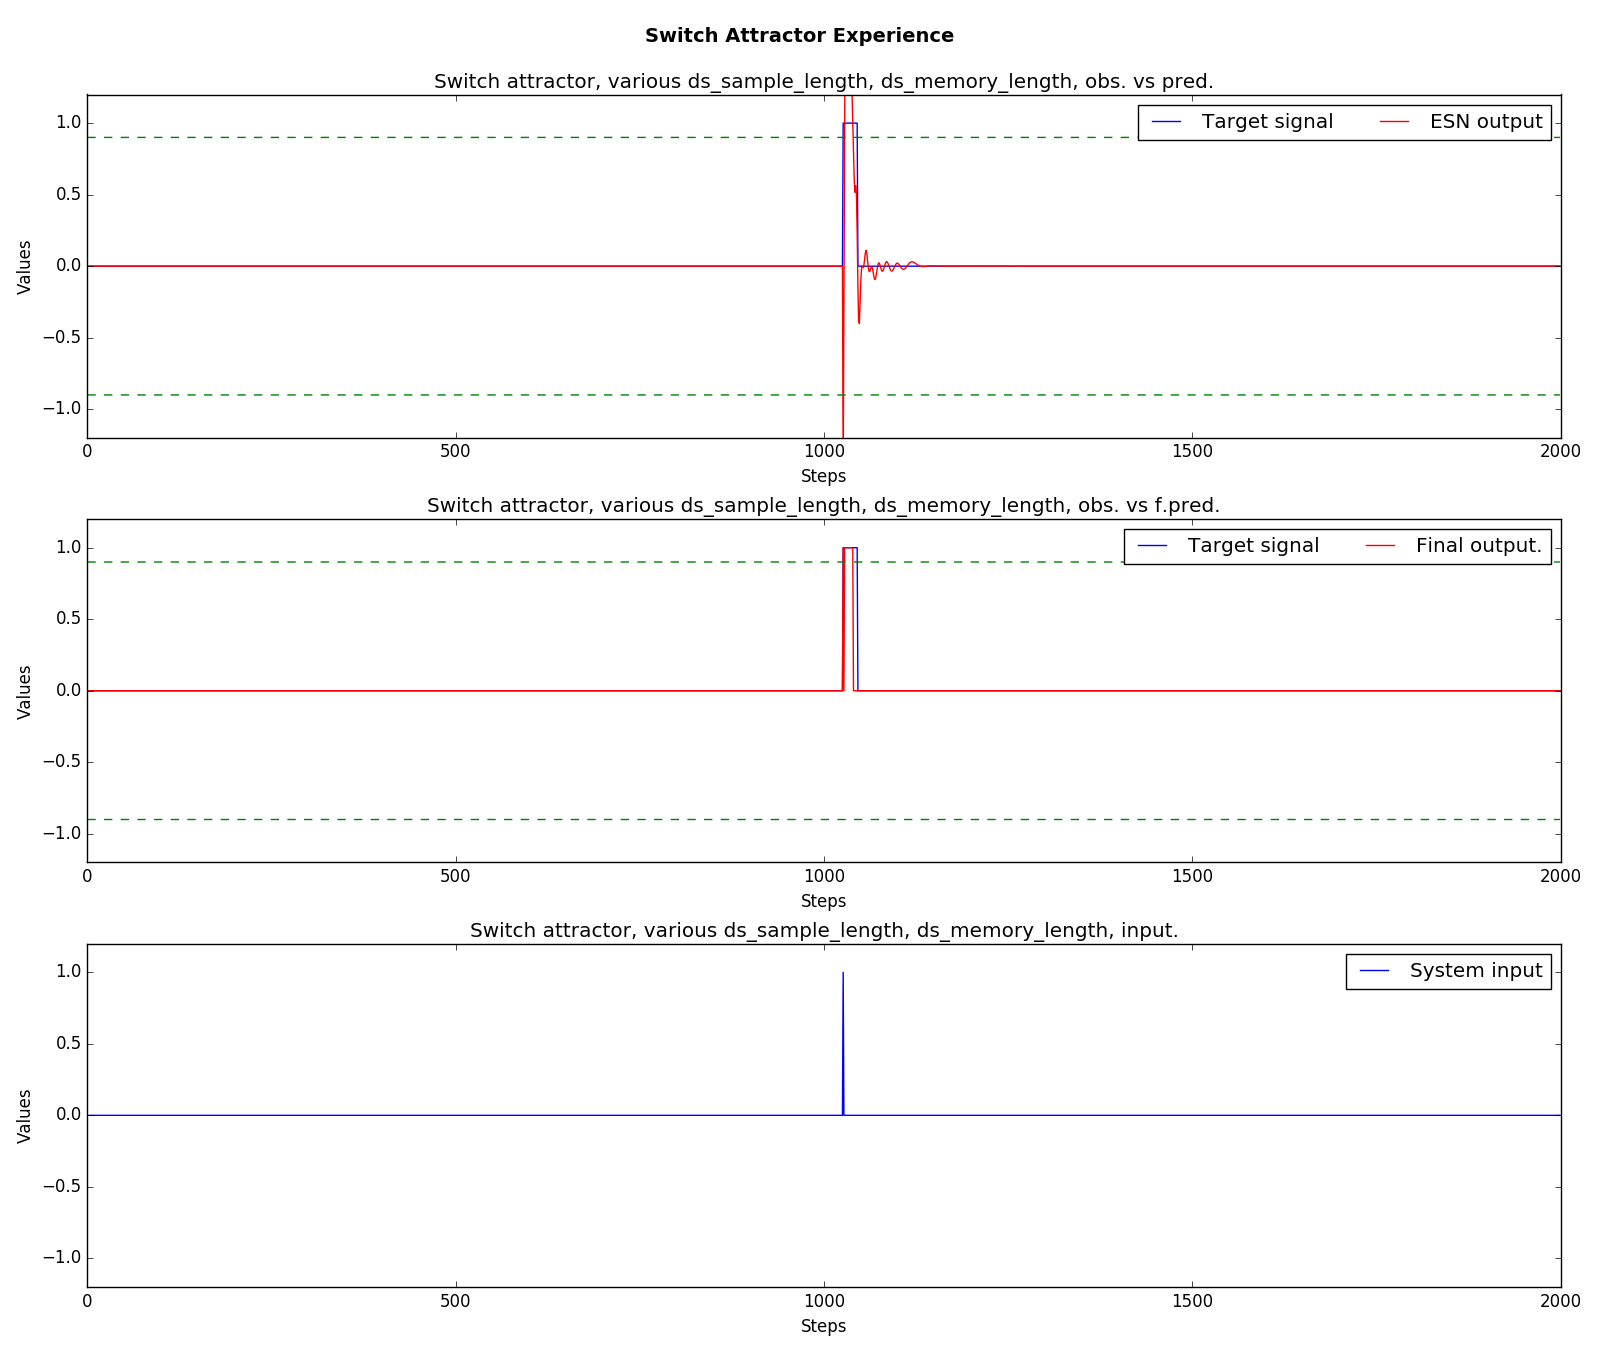 Switch Attractor Experience
Switch attractor, various ds_sample_length, ds_memory_length, obs. vs pred.
Target signal ESN output
1.0
0.5
0.0
−0.5
−1.0
Values
0 500 1000 1500 2000
Steps
Switch attractor, various ds_sample_length, ds_memory_length, obs. vs f.pred.
Target signal Final output.
1.0
0.5
0.0
−0.5
−1.0
Values
0 500 1000 1500 2000
Steps
Switch attractor, various ds_sample_length, ds_memory_length, input.
System input
1.0
0.5
0.0
−0.5
−1.0
Values
0 500 1000 1500 2000
Steps